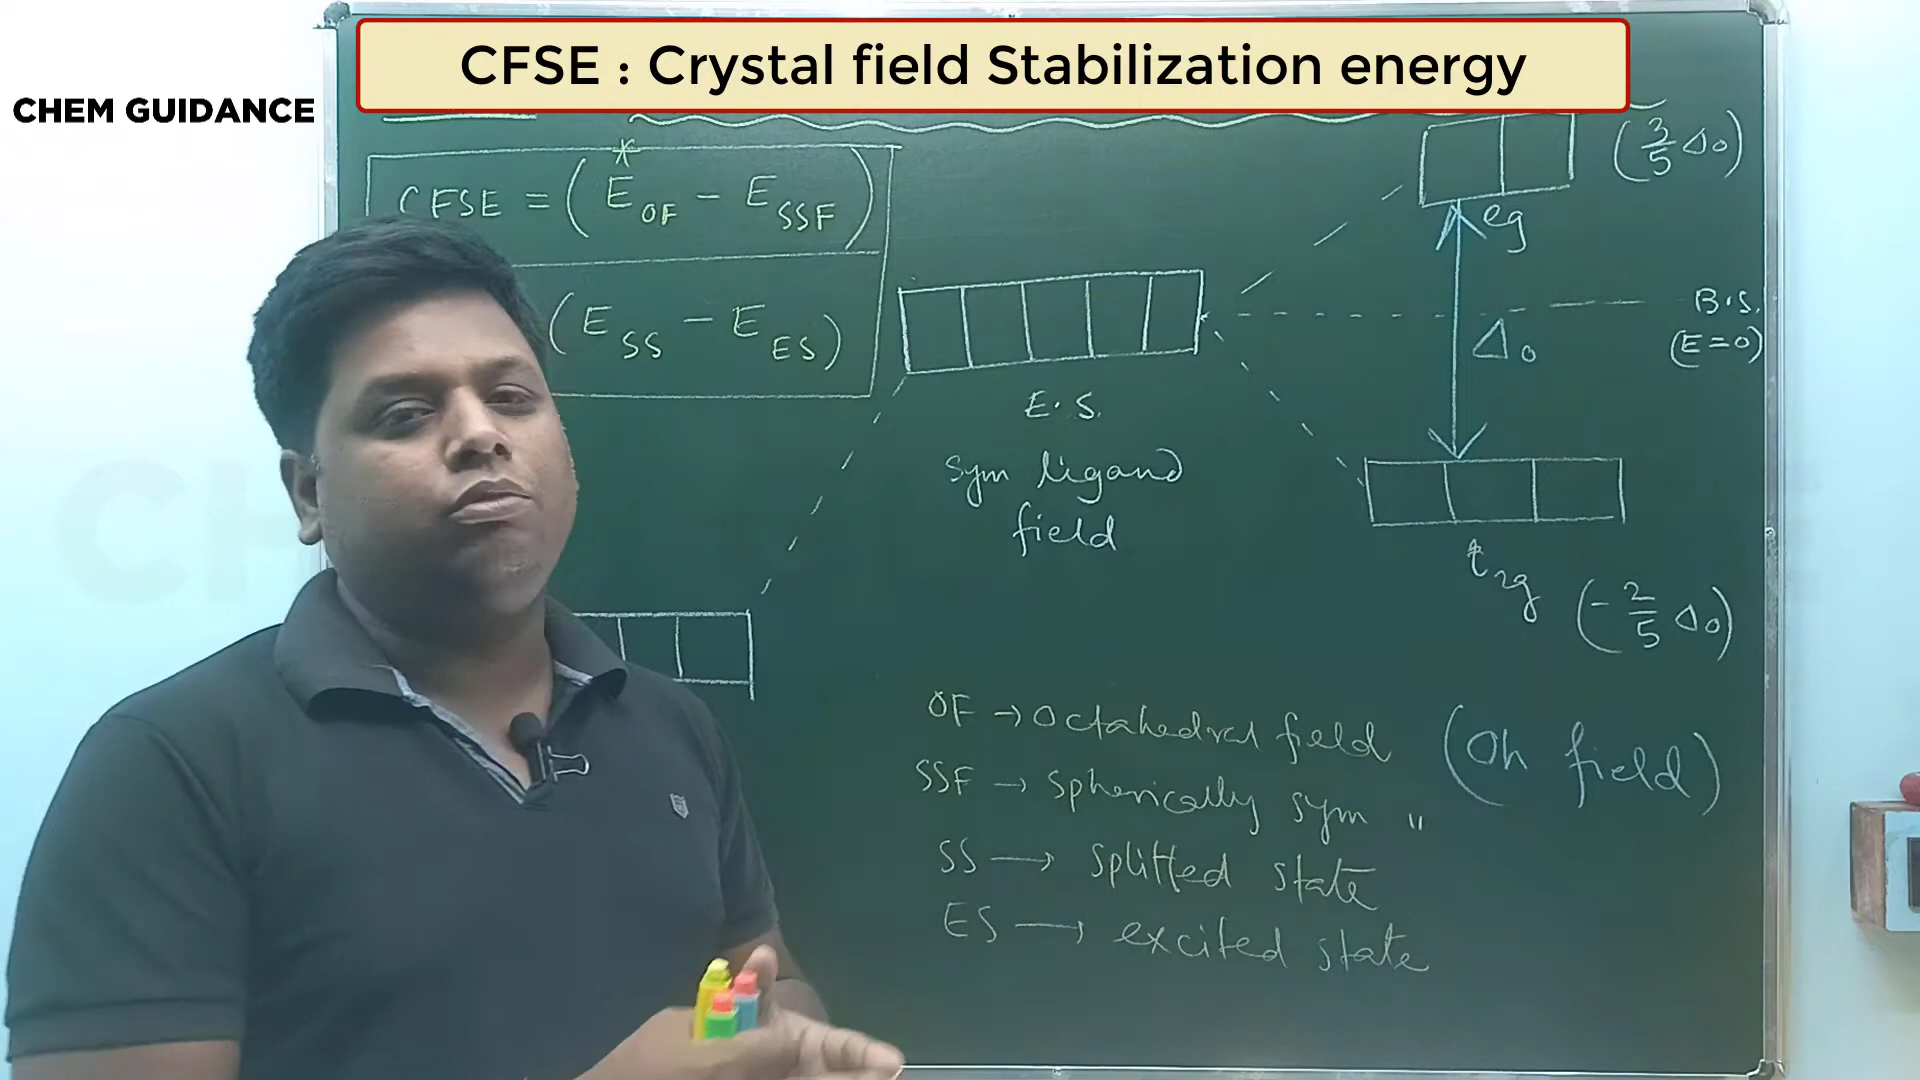 CFSE : Crystal field Stabilization energy
CHEM GUIDANCE
CFSE = (E*OF − ESSF)
(ESS − EES)
(3/5 Δo)
eg
B.S.
(E=0)
Δo
E.S.
Sym ligand
field
t2g
(-2/5 Δo)
OF → Octahedral field (Oh field)
SSF → Spherically sym "
SS → Splitted state
ES → excited state